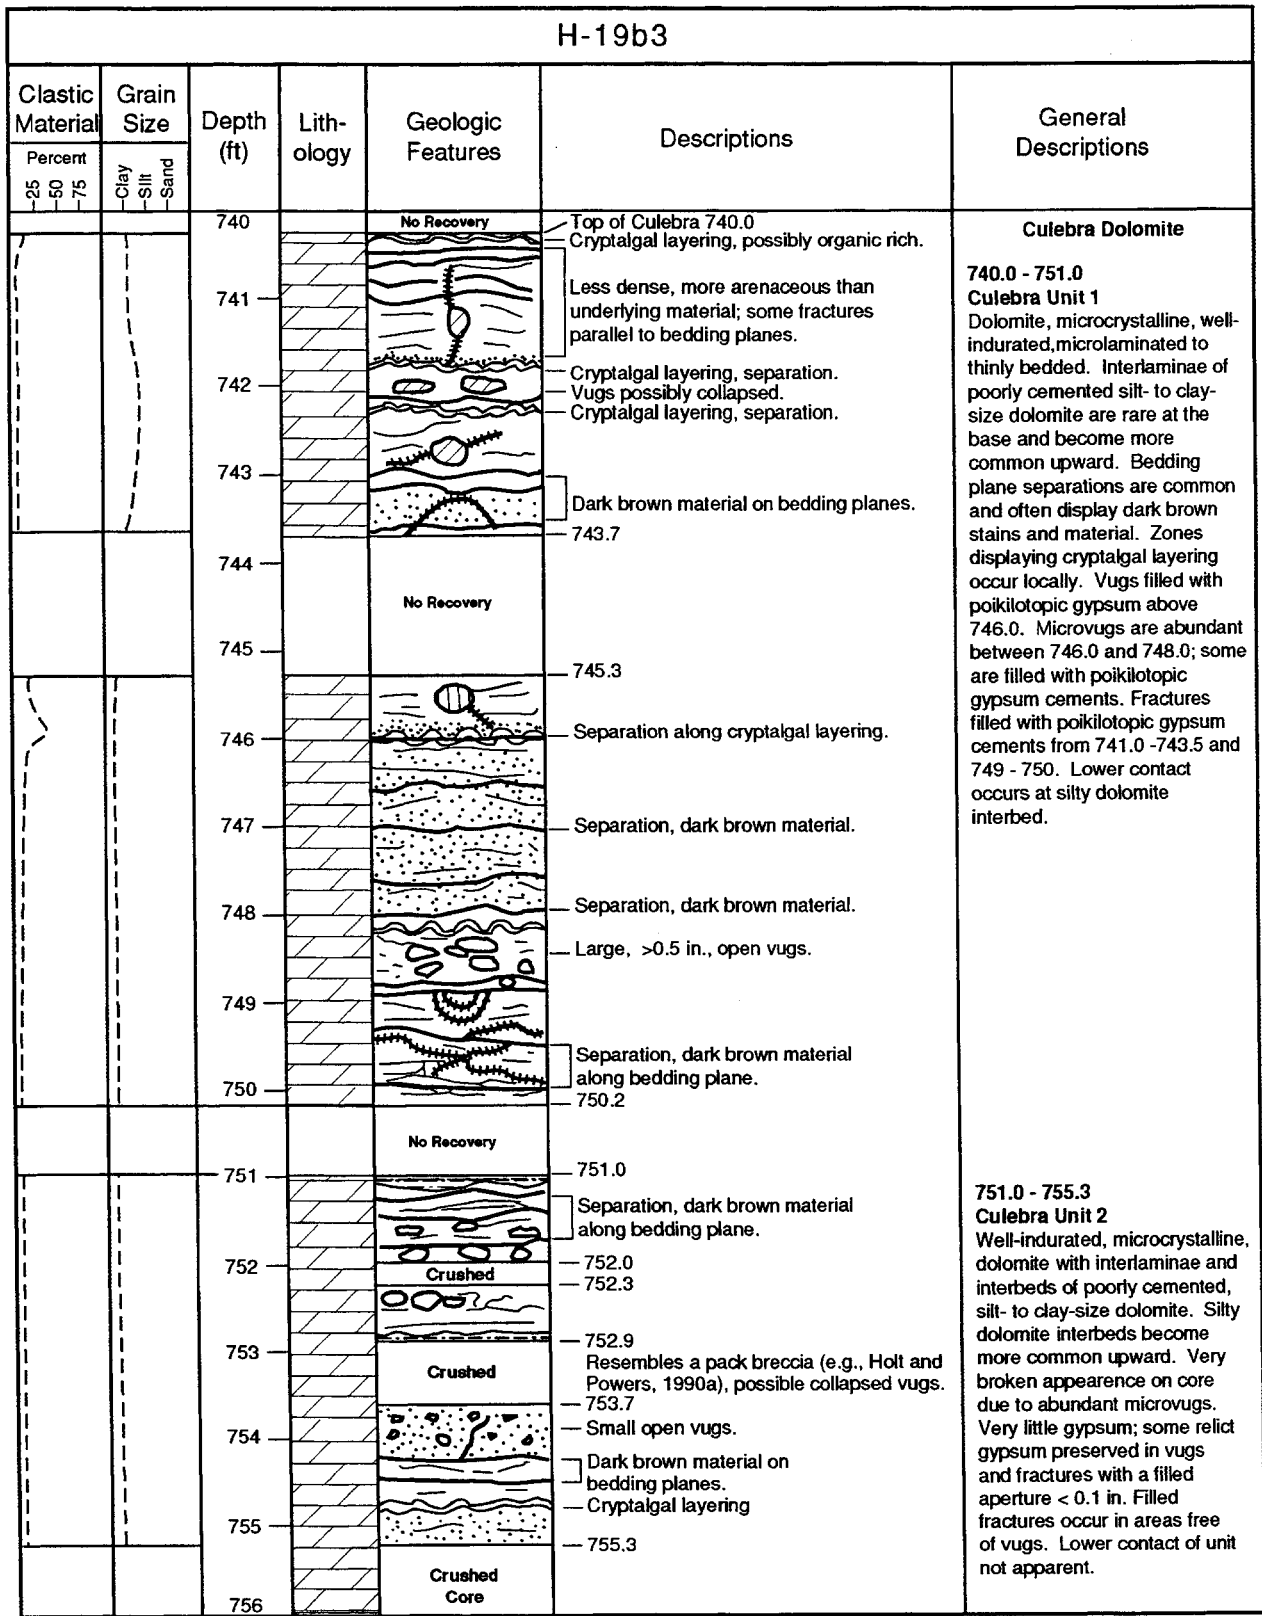 H-19b3
Clastic
Material
Percent
25
50
75
Grain
Size
Clay
Silt
Sand
Depth
(ft)
Lith-
ology
Geologic
Features
Descriptions
General
Descriptions
740
741
742
743
744
745
746
747
748
749
750
751
752
753
754
755
756
No Recovery
No Recovery
No Recovery
Crushed
Crushed
Crushed
Core
Top of Culebra 740.0
Cryptalgal layering, possibly organic rich.
Less dense, more arenaceous than
underlying material; some fractures
parallel to bedding planes.
Cryptalgal layering, separation.
Vugs possibly collapsed.
Cryptalgal layering, separation.
Dark brown material on bedding planes.
743.7
745.3
Separation along cryptalgal layering.
Separation, dark brown material.
Separation, dark brown material.
Large, >0.5 in., open vugs.
Separation, dark brown material
along bedding plane.
750.2
751.0
Separation, dark brown material
along bedding plane.
752.0
752.3
752.9
Resembles a pack breccia (e.g., Holt and
Powers, 1990a), possible collapsed vugs.
753.7
Small open vugs.
Dark brown material on
bedding planes.
Cryptalgal layering
755.3
Culebra Dolomite
740.0 - 751.0
Culebra Unit 1
Dolomite, microcrystalline, well-
indurated,microlaminated to
thinly bedded. Interlaminae of
poorly cemented silt- to clay-
size dolomite are rare at the
base and become more
common upward. Bedding
plane separations are common
and often display dark brown
stains and material. Zones
displaying cryptalgal layering
occur locally. Vugs filled with
poikilotopic gypsum above
746.0. Microvugs are abundant
between 746.0 and 748.0; some
are filled with poikilotopic
gypsum cements. Fractures
filled with poikilotopic gypsum
cements from 741.0 -743.5 and
749 - 750. Lower contact
occurs at silty dolomite
interbed.
751.0 - 755.3
Culebra Unit 2
Well-indurated, microcrystalline,
dolomite with interlaminae and
interbeds of poorly cemented,
silt- to clay-size dolomite. Silty
dolomite interbeds become
more common upward. Very
broken appearence on core
due to abundant microvugs.
Very little gypsum; some relict
gypsum preserved in vugs
and fractures with a filled
aperture < 0.1 in. Filled
fractures occur in areas free
of vugs. Lower contact of unit
not apparent.